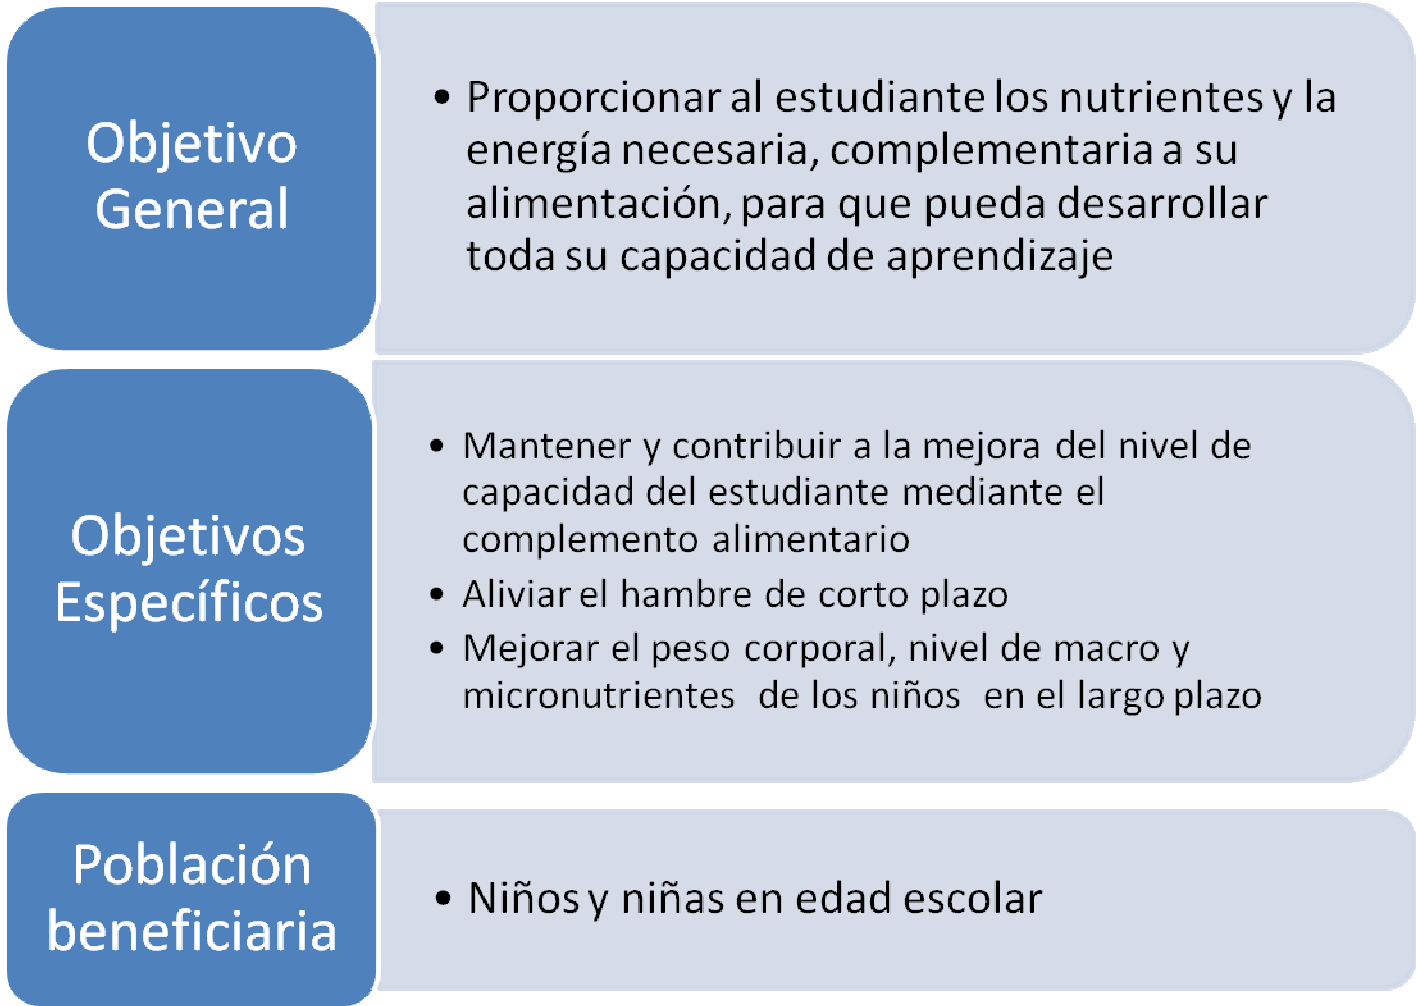 Objetivo
General
• Proporcionar al estudiante los nutrientes y la
energía necesaria, complementaria a su
alimentación, para que pueda desarrollar
toda su capacidad de aprendizaje
Objetivos
Específicos
• Mantener y contribuir a la mejora del nivel de
capacidad del estudiante mediante el
complemento alimentario
• Aliviar el hambre de corto plazo
• Mejorar el peso corporal, nivel de macro y
micronutrientes de los niños en el largo plazo
Población
beneficiaria
• Niños y niñas en edad escolar